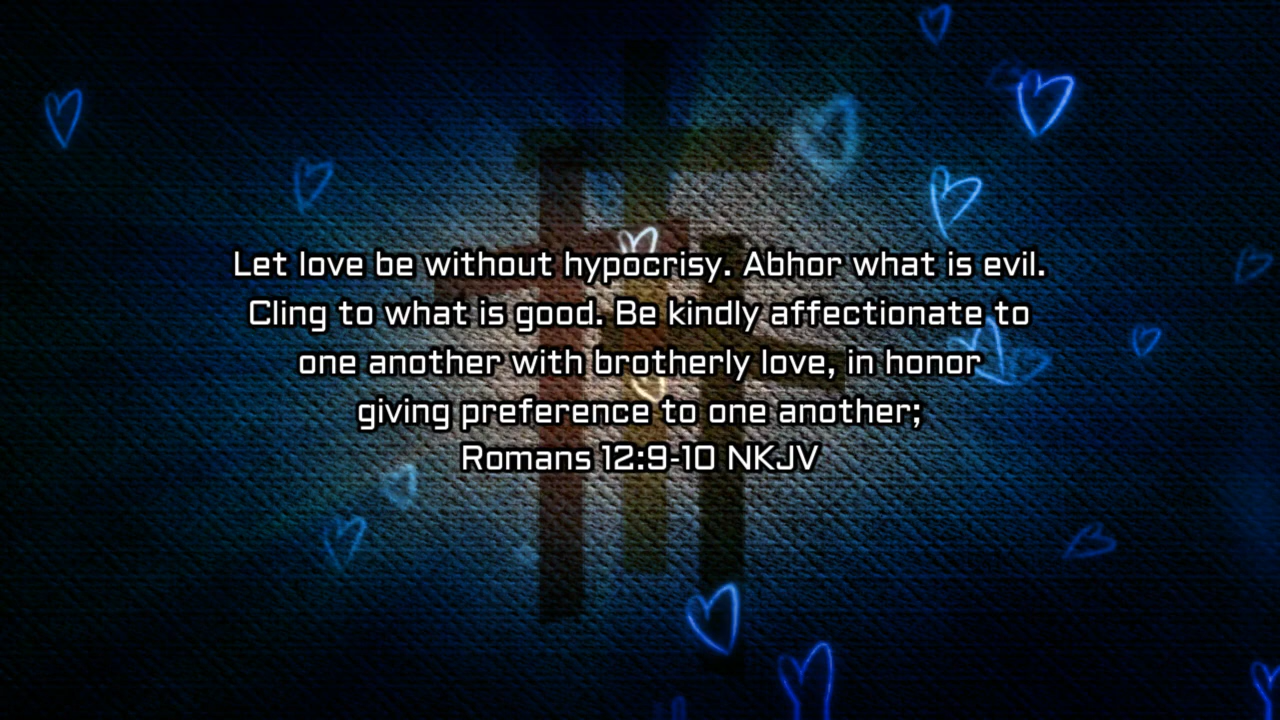 Let love be without hypocrisy. Abhor what is evil.
Cling to what is good. Be kindly affectionate to
one another with brotherly love, in honor
giving preference to one another;
Romans 12:9-10 NKJV